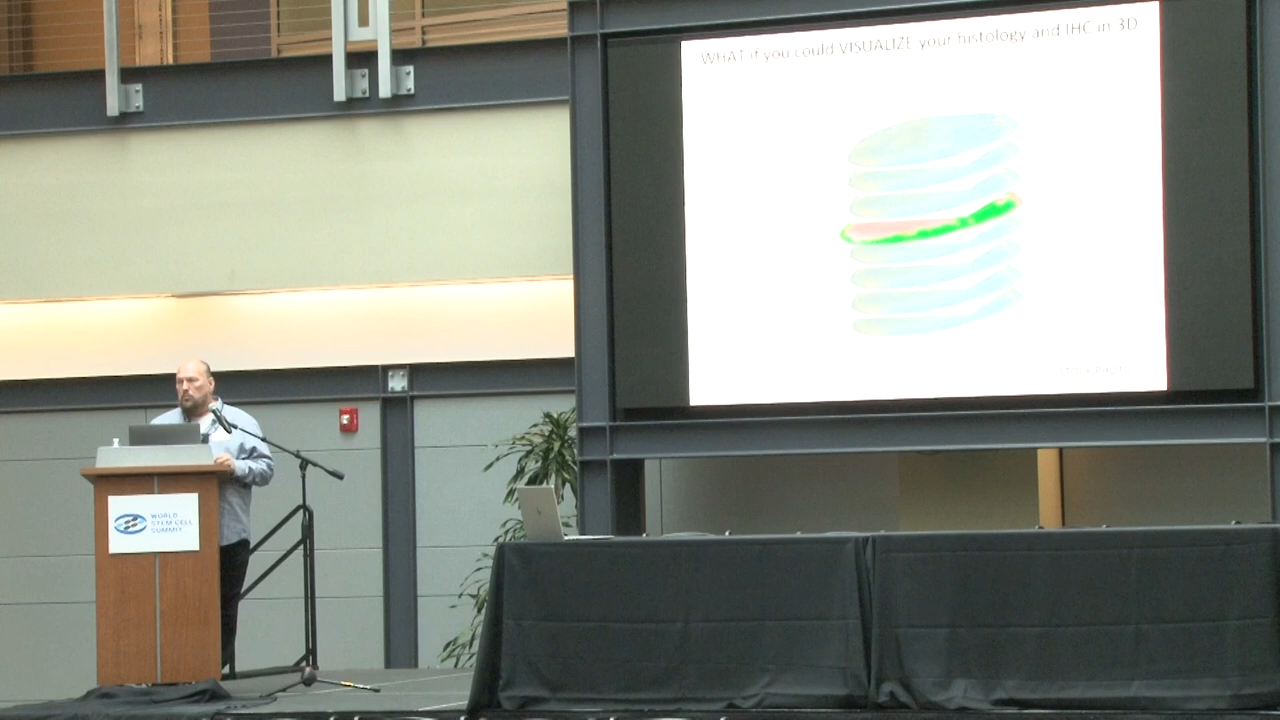 WHAT if you could VISUALIZE your histology and IHC in 3D
WORLD
STEM CELL
SUMMIT